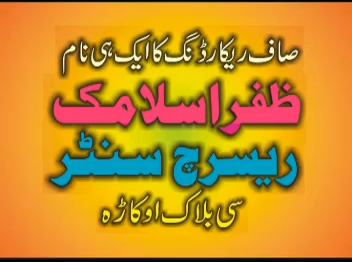 صاف ریکارڈنگ کا ایک ہی نام
ظفر اسلامک
ریسرچ سنٹر
سی بلاک اوکاڑہ